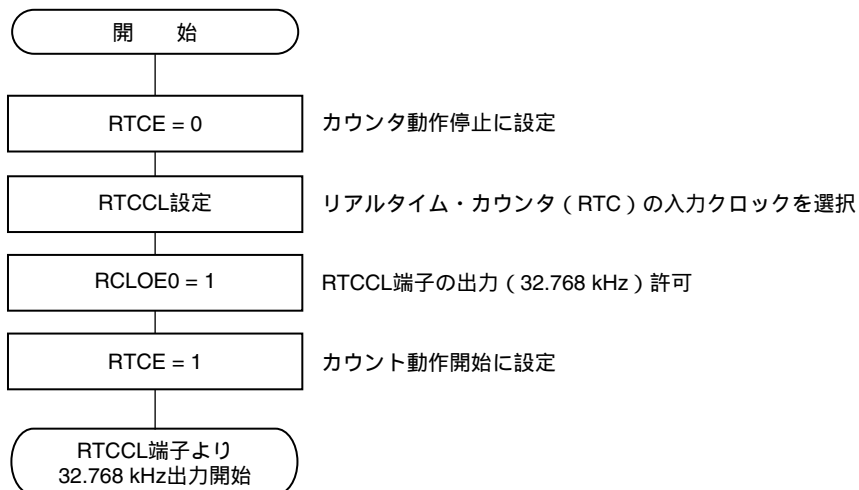 開　　始
RTCE = 0　カウンタ動作停止に設定
RTCCL設定　リアルタイム・カウンタ（RTC）の入力クロックを選択
RCLOE0 = 1　RTCCL端子の出力（32.768 kHz）許可
RTCE = 1　カウント動作開始に設定
RTCCL端子より
32.768 kHz出力開始